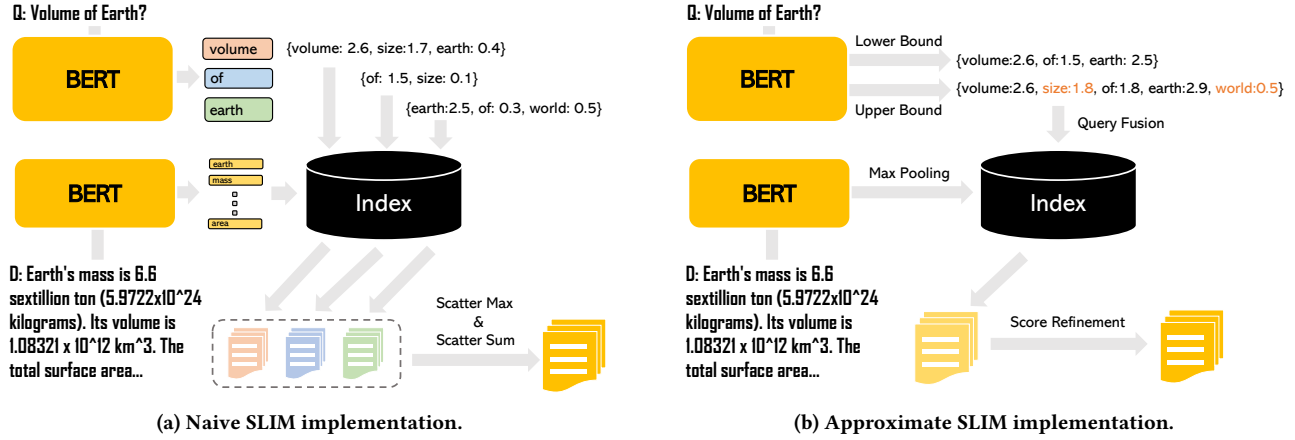 Q: Volume of Earth?
BERT
volume
of
earth
{volume: 2.6, size:1.7, earth: 0.4}
{of: 1.5, size: 0.1}
{earth:2.5, of: 0.3, world: 0.5}
BERT
earth
mass
area
Index
D: Earth's mass is 6.6
sextillion ton (5.9722x10^24
kilograms). Its volume is
1.08321 x 10^12 km^3. The
total surface area...
Scatter Max
&
Scatter Sum
(a) Naive SLIM implementation.
Q: Volume of Earth?
BERT
Lower Bound
Upper Bound
{volume:2.6, of:1.5, earth: 2.5}
{volume:2.6, size:1.8, of:1.8, earth:2.9, world:0.5}
Query Fusion
BERT
Max Pooling
Index
D: Earth's mass is 6.6
sextillion ton (5.9722x10^24
kilograms). Its volume is
1.08321 x 10^12 km^3. The
total surface area...
Score Refinement
(b) Approximate SLIM implementation.